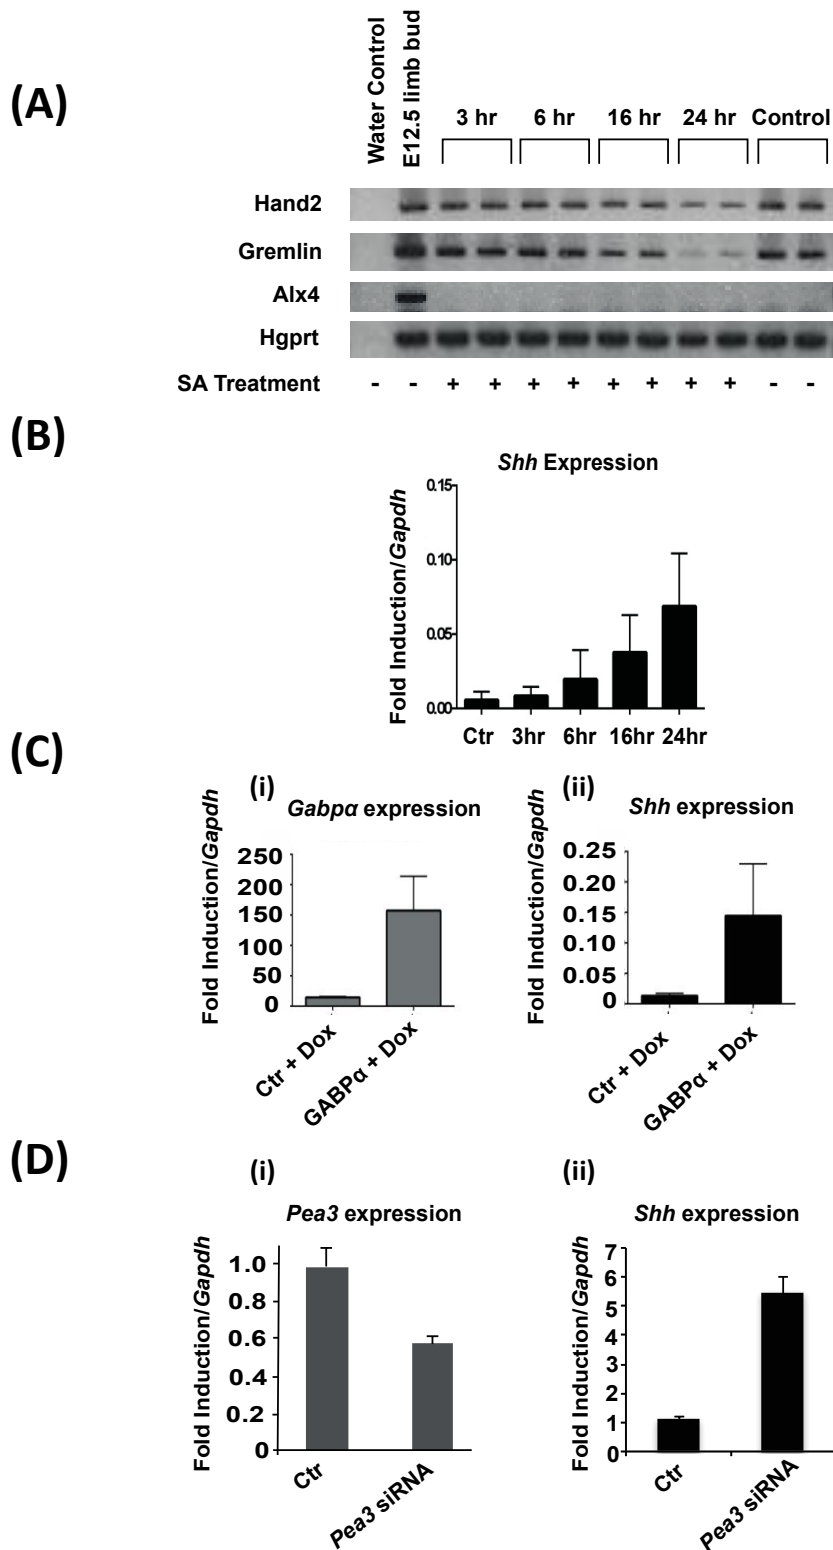 (A)
Water Control
E12.5 limb bud
3 hr 6 hr 16 hr 24 hr Control
Hand2
Gremlin
Alx4
Hgprt
SA Treatment - - + + + + + + + + - -
(B)
Shh Expression
Fold Induction/Gapdh
0.15
0.10
0.05
0.00
Ctr 3hr 6hr 16hr 24hr
(C)
(i)
Gabpα expression
Fold Induction/Gapdh
250
200
150
100
50
0
Ctr + Dox
GABPα + Dox
(ii)
Shh expression
Fold Induction/Gapdh
0.25
0.20
0.15
0.10
0.05
0
Ctr + Dox
GABPα + Dox
(D)
(i)
Pea3 expression
Fold Induction/Gapdh
1.0
0.8
0.6
0.4
0.2
0
Ctr
Pea3 siRNA
(ii)
Shh expression
Fold Induction/Gapdh
7
6
5
4
3
2
1
0
Ctr
Pea3 siRNA